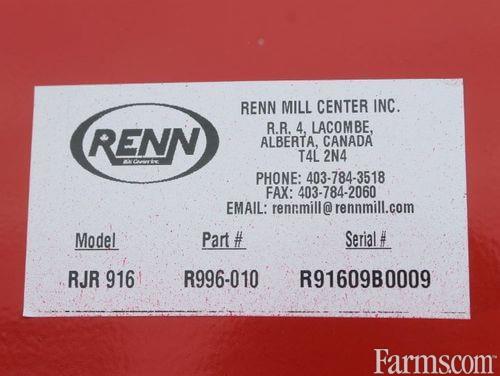 RENN
Mill Center Inc.
RENN MILL CENTER INC.
R.R. 4, LACOMBE,
ALBERTA, CANADA
T4L 2N4
PHONE: 403-784-3518
FAX: 403-784-2060
EMAIL: rennmill@rennmill.com
Model Part # Serial #
RJR 916 R996-010 R91609B0009
Farms.com